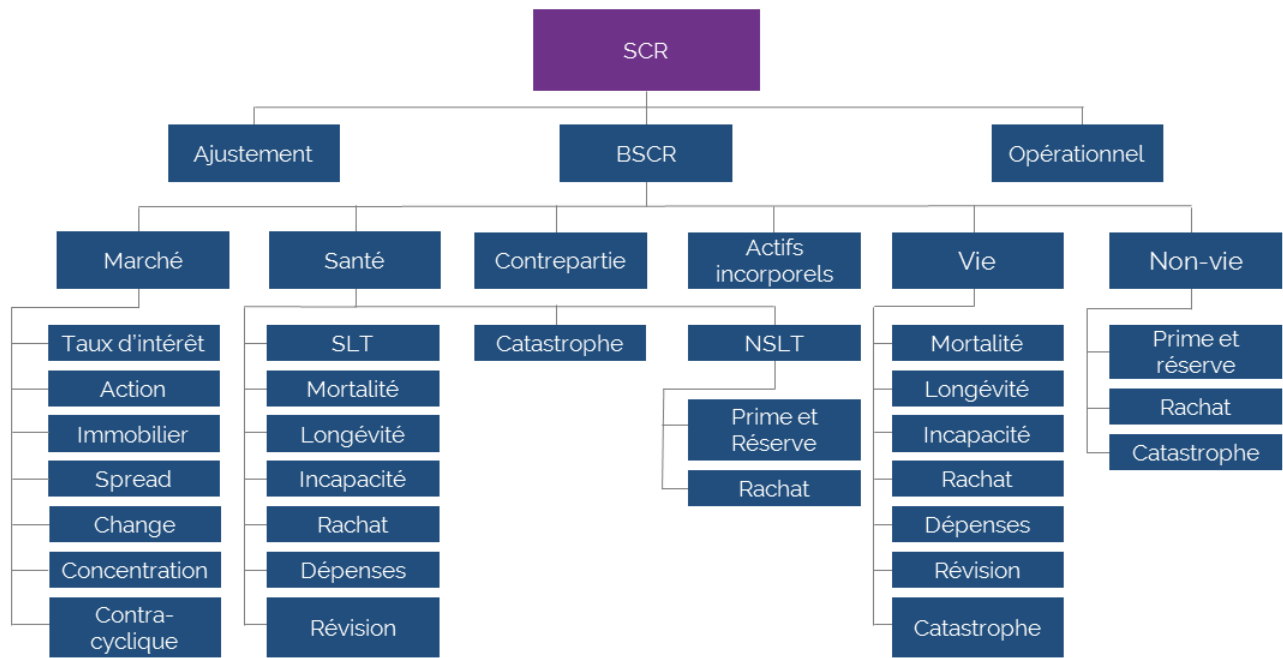 SCR
Ajustement
BSCR
Opérationnel
Marché
Santé
Contrepartie
Actifs
incorporels
Vie
Non-vie
Taux d'intérêt
Action
Immobilier
Spread
Change
Concentration
Contra-
cyclique
SLT
Mortalité
Longévité
Incapacité
Rachat
Dépenses
Révision
Catastrophe
NSLT
Prime et
Réserve
Rachat
Mortalité
Longévité
Incapacité
Rachat
Dépenses
Révision
Catastrophe
Prime et
réserve
Rachat
Catastrophe